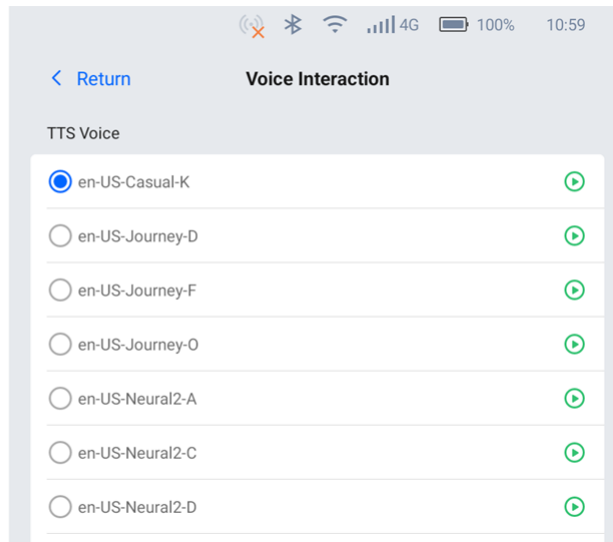 4G 100% 10:59
Return Voice Interaction
TTS Voice
en-US-Casual-K
en-US-Journey-D
en-US-Journey-F
en-US-Journey-O
en-US-Neural2-A
en-US-Neural2-C
en-US-Neural2-D